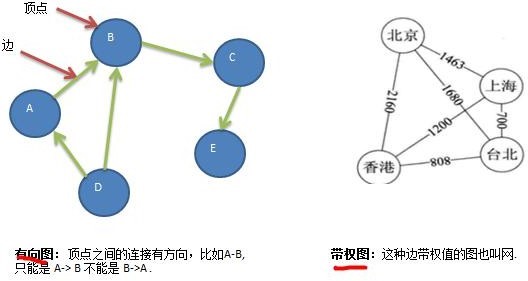 顶点
边
B
C
A
E
D
有向图：顶点之间的连接有方向，比如A-B,
只能是 A-> B 不能是 B->A .
北京
1463
上海
2160
1680
700
1200
香港
808
台北
带权图：这种边带权值的图也叫网.